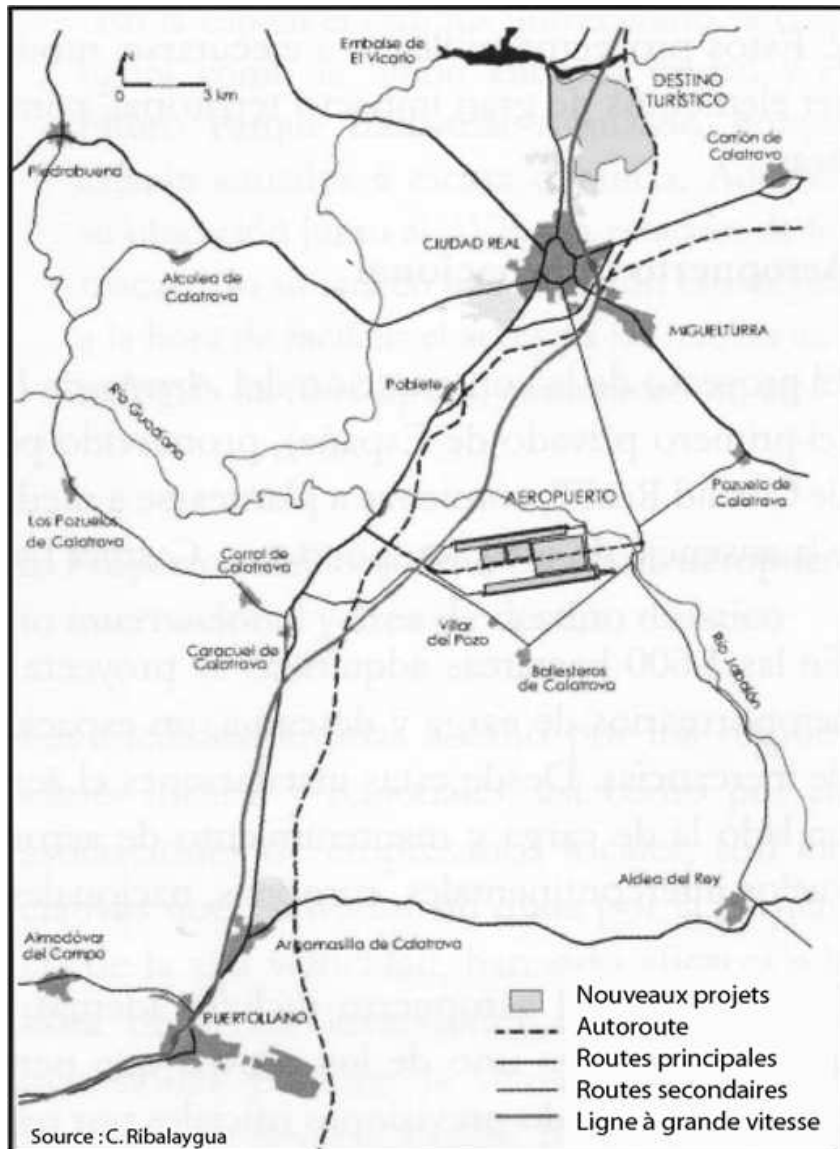 Embalse de
El Vicario
N
0
3 km
DESTINO
TURÍSTICO
Piedrabuena
Carrión de
Calatrava
CIUDAD REAL
Alcolea de
Calatrava
MIGUELTURRA
Poblete
Río Guadiana
AEROPUERTO
Pozuelo de
Calatrava
Los Pozuelos
de Calatrava
Corral de
Calatrava
Caracuel de
Calatrava
Villar
del Pozo
Ballesteros
de Calatrava
Río Jabalón
Aldea del Rey
Almodóvar
del Campo
Argamasilla de Calatrava
PUERTOLLANO
Nouveaux projets
Autoroute
Routes principales
Routes secondaires
Ligne à grande vitesse
Source : C. Ribalaygua